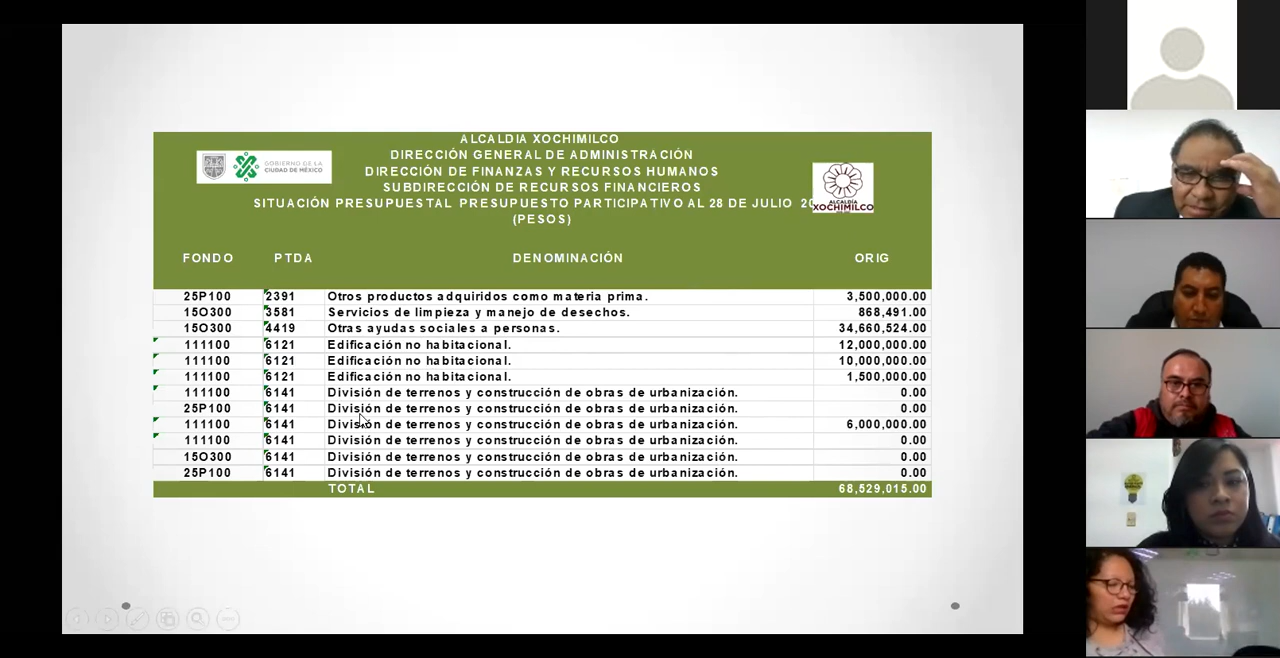 ALCALDIA XOCHIMILCO
DIRECCIÓN GENERAL DE ADMINISTRACIÓN
DIRECCIÓN DE FINANZAS Y RECURSOS HUMANOS
SUBDIRECCIÓN DE RECURSOS FINANCIEROS
SITUACIÓN PRESUPUESTAL PRESUPUESTO PARTICIPATIVO AL 28 DE JULIO
(PESOS)
GOBIERNO DE LA
CIUDAD DE MÉXICO
ALCALDÍA
XOCHIMILCO
FONDO PTDA DENOMINACIÓN ORIG
25P100 2391 Otros productos adquiridos como materia prima. 3,500,000.00
15O300 3581 Servicios de limpieza y manejo de desechos. 868,491.00
15O300 4419 Otras ayudas sociales a personas. 34,660,524.00
111100 6121 Edificación no habitacional. 12,000,000.00
111100 6121 Edificación no habitacional. 10,000,000.00
111100 6121 Edificación no habitacional. 1,500,000.00
111100 6141 División de terrenos y construcción de obras de urbanización. 0.00
25P100 6141 División de terrenos y construcción de obras de urbanización. 0.00
111100 6141 División de terrenos y construcción de obras de urbanización. 6,000,000.00
111100 6141 División de terrenos y construcción de obras de urbanización. 0.00
15O300 6141 División de terrenos y construcción de obras de urbanización. 0.00
25P100 6141 División de terrenos y construcción de obras de urbanización. 0.00
TOTAL 68,529,015.00